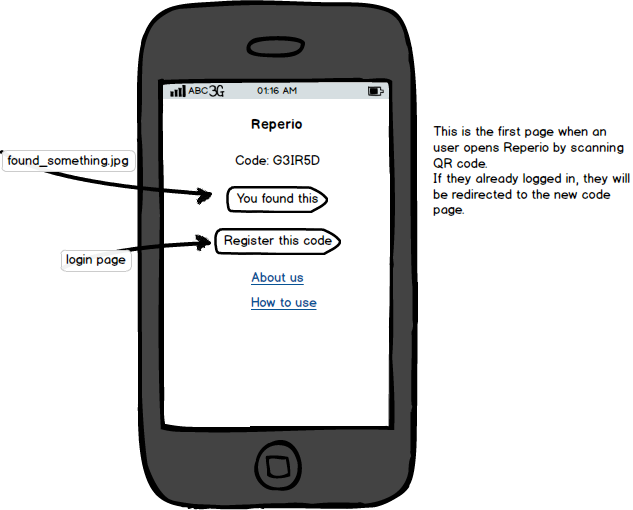 ABC 3G 01:16 AM
Reperio
Code: G3IR5D
found_something.jpg
You found this
Register this code
login page
About us
How to use
This is the first page when an
user opens Reperio by scanning
QR code.
If they already logged in, they will
be redirected to the new code
page.